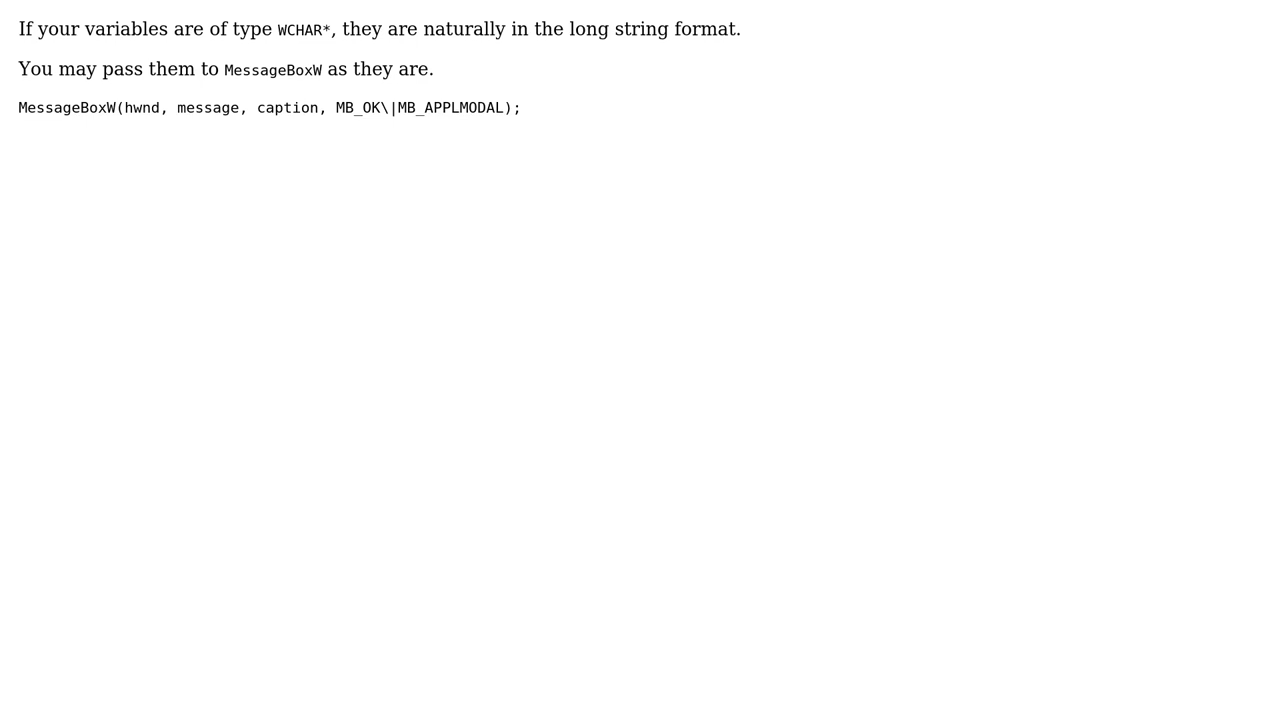 If your variables are of type WCHAR*, they are naturally in the long string format.
You may pass them to MessageBoxW as they are.
MessageBoxW(hwnd, message, caption, MB_OK\|MB_APPLMODAL);